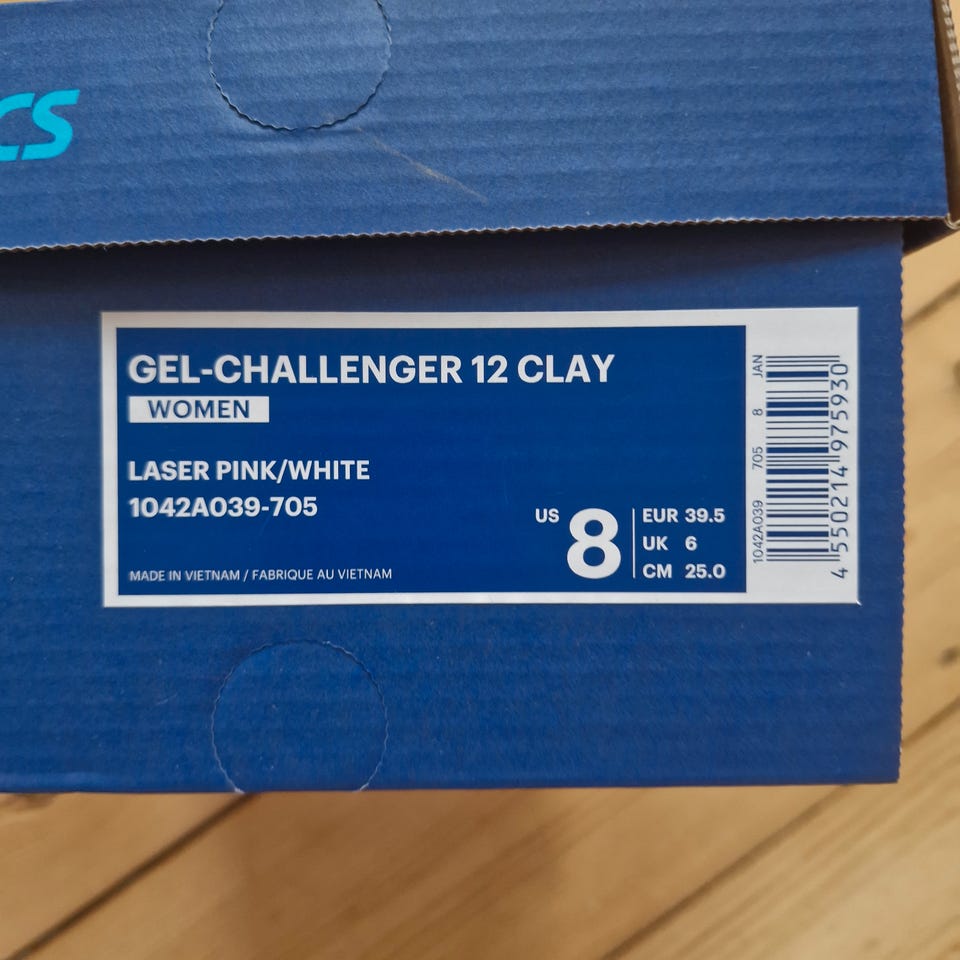 CS
GEL-CHALLENGER 12 CLAY
WOMEN
LASER PINK/WHITE
1042A039-705
MADE IN VIETNAM / FABRIQUE AU VIETNAM
US 8
EUR 39.5
UK 6
CM 25.0
1042A039 705 8 JAN
4 550214 975930